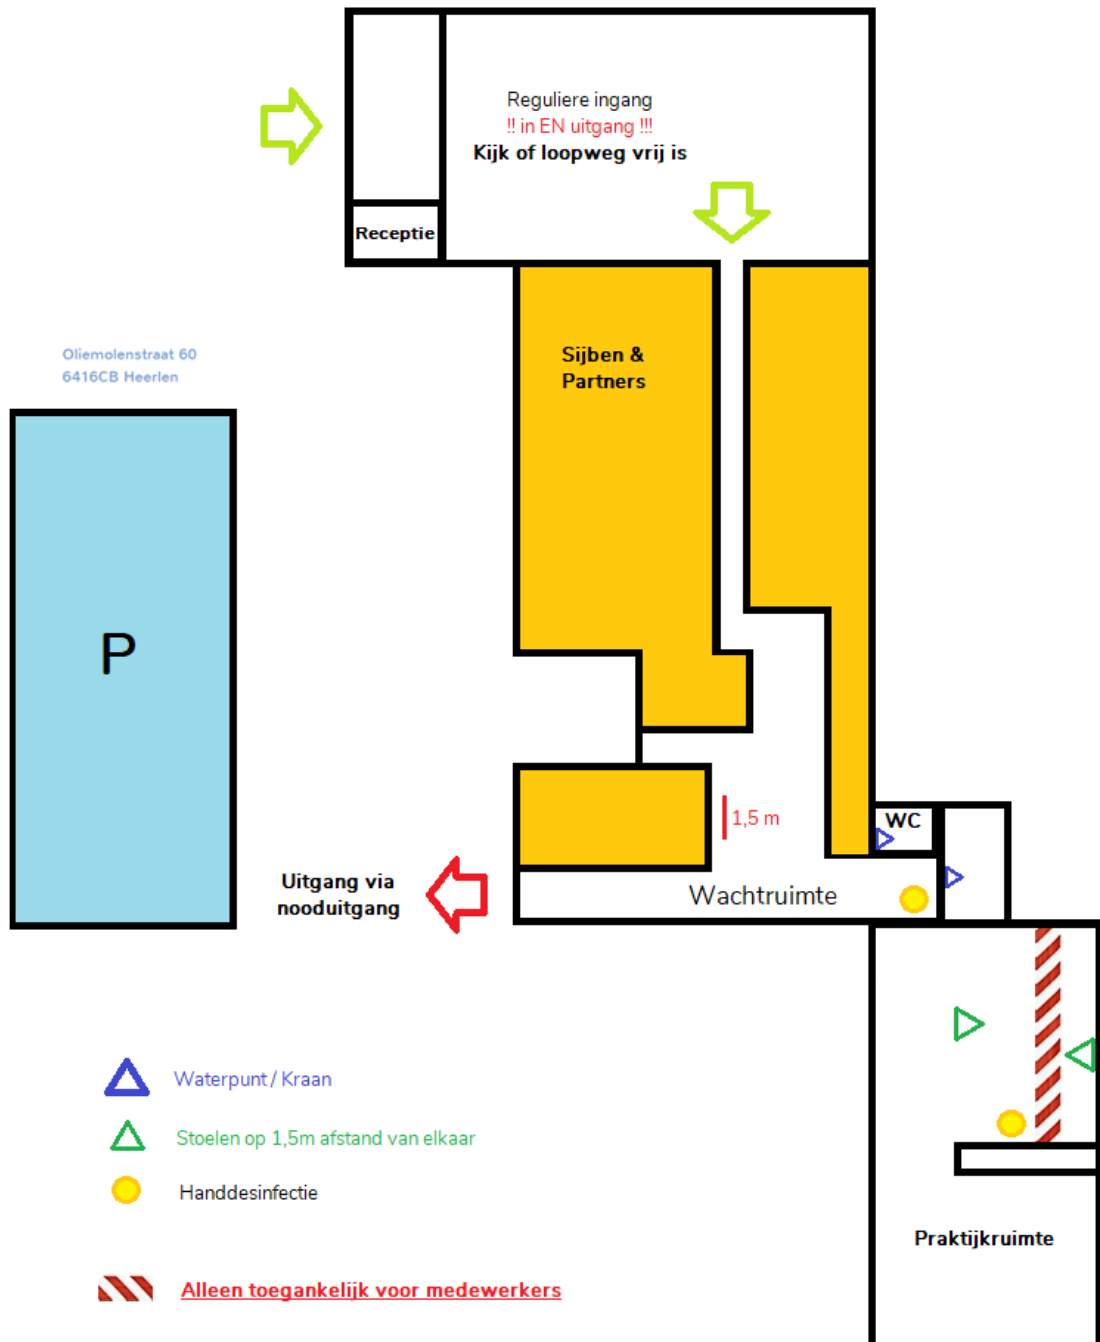 Reguliere ingang
!! in EN uitgang !!!
Kijk of loopweg vrij is
Receptie
Oliemolenstraat 60
6416CB Heerlen
Sijben &
Partners
P
1,5 m
WC
Uitgang via
nooduitgang
Wachtruimte
Waterpunt / Kraan
Stoelen op 1,5m afstand van elkaar
Handdesinfectie
Praktijkruimte
Alleen toegankelijk voor medewerkers